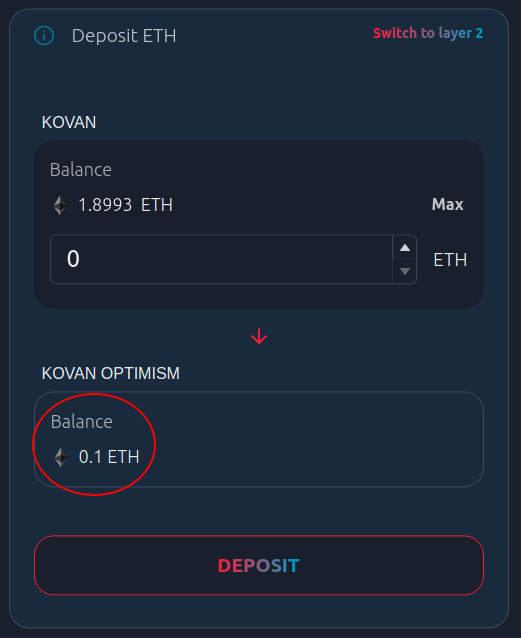 Deposit ETH
Switch to layer 2
KOVAN
Balance
1.8993 ETH
Max
0
ETH
KOVAN OPTIMISM
Balance
0.1 ETH
DEPOSIT